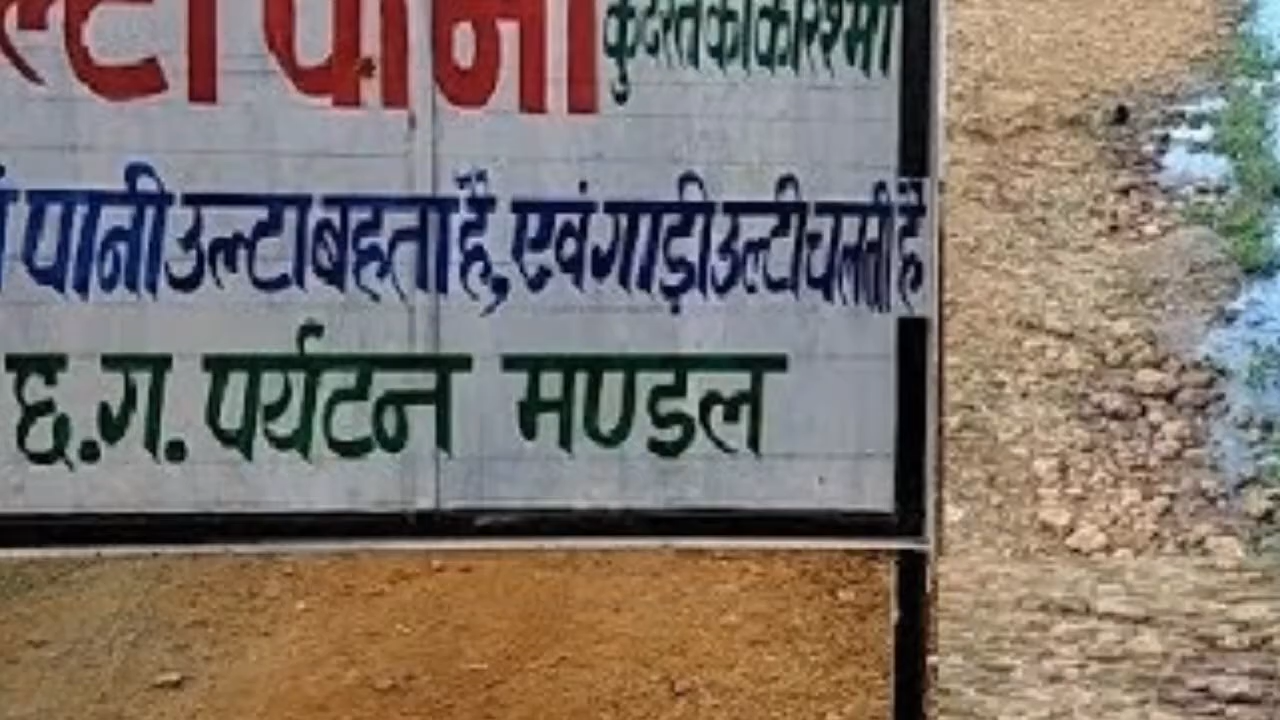 ल्टा पानी कुदरत का करिश्मा
पानी उल्टा बहता है, एवं गाड़ी उल्टी चलती है
छ.ग. पर्यटन मण्डल